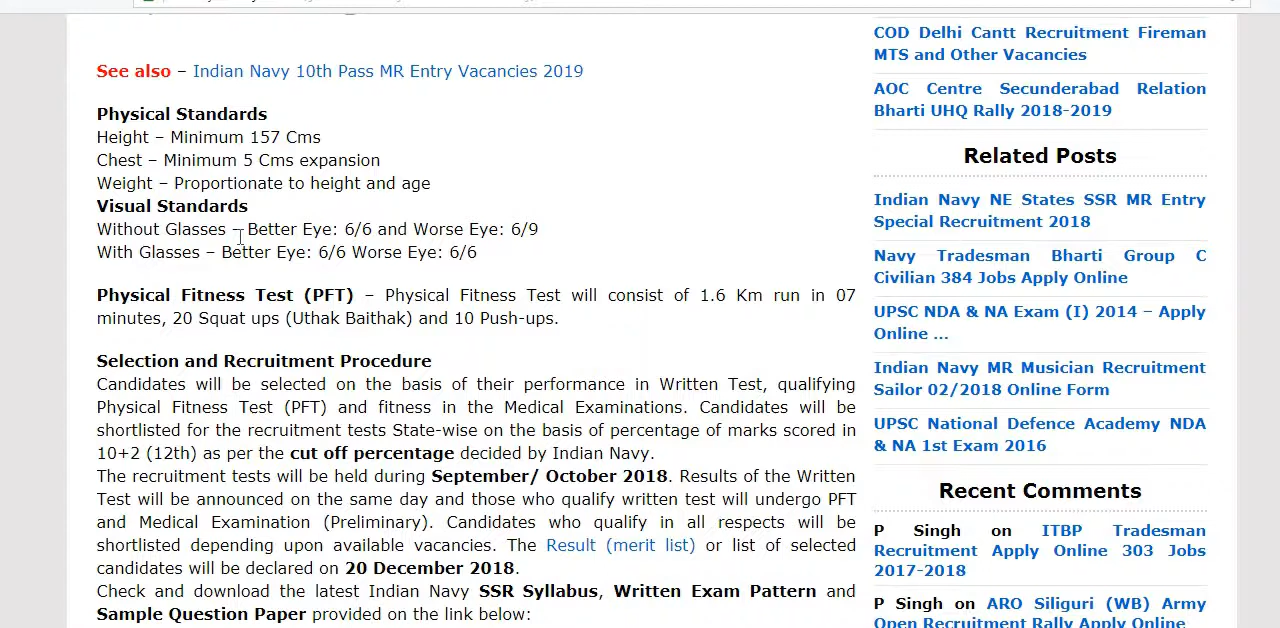 See also – Indian Navy 10th Pass MR Entry Vacancies 2019
Physical Standards
Height – Minimum 157 Cms
Chest – Minimum 5 Cms expansion
Weight – Proportionate to height and age
Visual Standards
Without Glasses – Better Eye: 6/6 and Worse Eye: 6/9
With Glasses – Better Eye: 6/6 Worse Eye: 6/6
Physical Fitness Test (PFT) – Physical Fitness Test will consist of 1.6 Km run in 07
minutes, 20 Squat ups (Uthak Baithak) and 10 Push-ups.
Selection and Recruitment Procedure
Candidates will be selected on the basis of their performance in Written Test, qualifying
Physical Fitness Test (PFT) and fitness in the Medical Examinations. Candidates will be
shortlisted for the recruitment tests State-wise on the basis of percentage of marks scored in
10+2 (12th) as per the cut off percentage decided by Indian Navy.
The recruitment tests will be held during September/ October 2018. Results of the Written
Test will be announced on the same day and those who qualify written test will undergo PFT
and Medical Examination (Preliminary). Candidates who qualify in all respects will be
shortlisted depending upon available vacancies. The Result (merit list) or list of selected
candidates will be declared on 20 December 2018.
Check and download the latest Indian Navy SSR Syllabus, Written Exam Pattern and
Sample Question Paper provided on the link below:
COD Delhi Cantt Recruitment Fireman
MTS and Other Vacancies
AOC Centre Secunderabad Relation
Bharti UHQ Rally 2018-2019
Related Posts
Indian Navy NE States SSR MR Entry
Special Recruitment 2018
Navy Tradesman Bharti Group C
Civilian 384 Jobs Apply Online
UPSC NDA & NA Exam (I) 2014 – Apply
Online ...
Indian Navy MR Musician Recruitment
Sailor 02/2018 Online Form
UPSC National Defence Academy NDA
& NA 1st Exam 2016
Recent Comments
P Singh on ITBP Tradesman
Recruitment Apply Online 303 Jobs
2017-2018
P Singh on ARO Siliguri (WB) Army
Open Recruitment Rally Apply Online